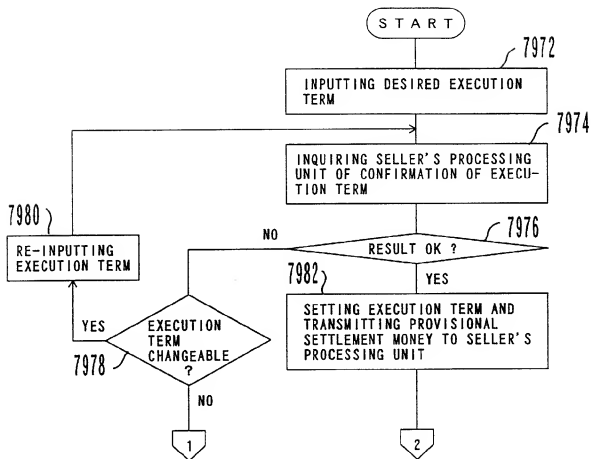 START
7972
INPUTTING DESIRED EXECUTION
TERM
7974
INQUIRING SELLER'S PROCESSING
UNIT OF CONFIRMATION OF EXECU-
TION TERM
7980
RE-INPUTTING
EXECUTION TERM
NO
7976
RESULT OK ?
7982
YES
SETTING EXECUTION TERM AND
TRANSMITTING PROVISIONAL
SETTLEMENT MONEY TO SELLER'S
PROCESSING UNIT
YES
EXECUTION
TERM
CHANGEABLE
?
7978
NO
1
2